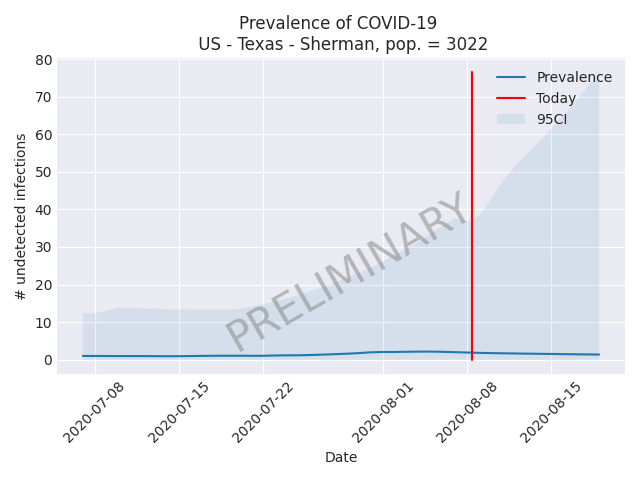 Prevalence of COVID-19
US - Texas - Sherman, pop. = 3022
# undetected infections
80
70
60
50
40
30
20
10
0
Prevalence
Today
95CI
PRELIMINARY
2020-07-08
2020-07-15
2020-07-22
2020-08-01
2020-08-08
2020-08-15
Date